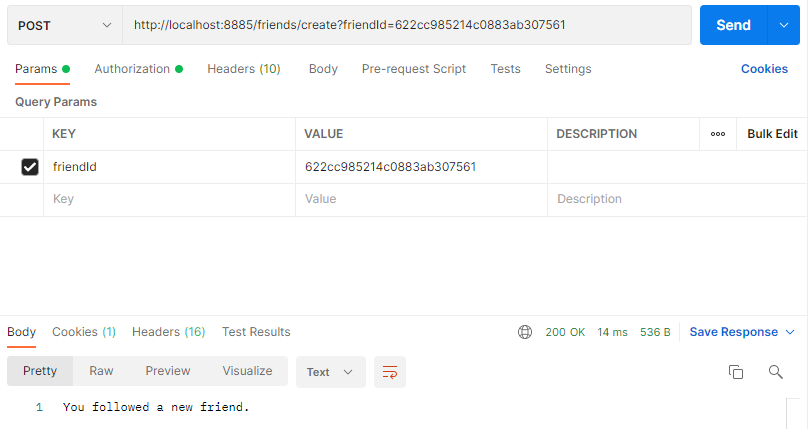 POST http://localhost:8885/friends/create?friendId=622cc985214c0883ab307561 Send
Params Authorization Headers (10) Body Pre-request Script Tests Settings Cookies
Query Params
KEY VALUE DESCRIPTION ooo Bulk Edit
friendId 622cc985214c0883ab307561
Key Value Description
Body Cookies (1) Headers (16) Test Results 200 OK 14 ms 536 B Save Response
Pretty Raw Preview Visualize Text
1 You followed a new friend.